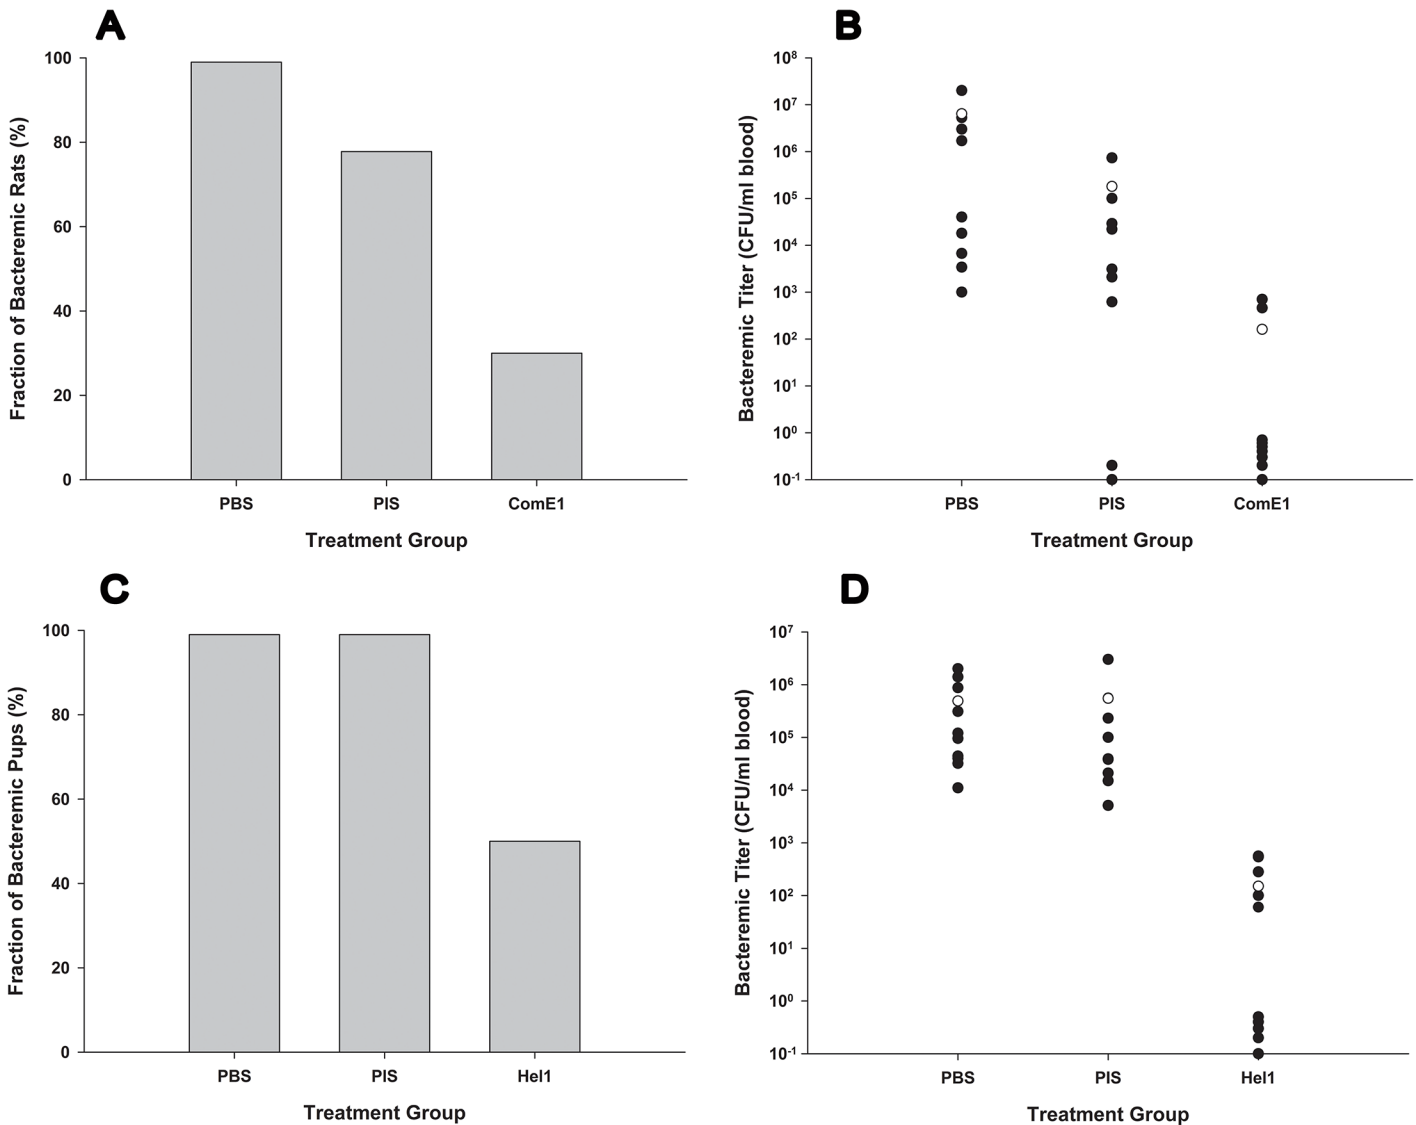 A
Fraction of Bacteremic Rats (%)
100
80
60
40
20
0
PBS PIS ComE1
Treatment Group
B
Bacteremic Titer (CFU/ml blood)
10⁸
10⁷
10⁶
10⁵
10⁴
10³
10²
10¹
10⁰
10⁻¹
PBS PIS ComE1
Treatment Group
C
Fraction of Bacteremic Pups (%)
100
80
60
40
20
0
PBS PIS Hel1
Treatment Group
D
Bacteremic Titer (CFU/ml blood)
10⁷
10⁶
10⁵
10⁴
10³
10²
10¹
10⁰
10⁻¹
PBS PIS Hel1
Treatment Group